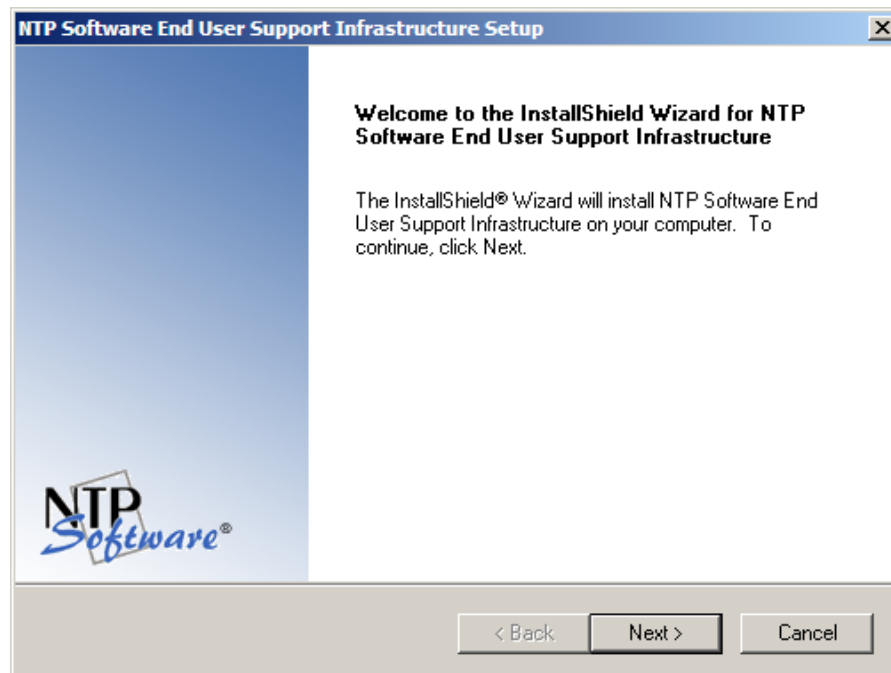 NTP Software End User Support Infrastructure Setup
Welcome to the InstallShield Wizard for NTP
Software End User Support Infrastructure
The InstallShield® Wizard will install NTP Software End
User Support Infrastructure on your computer.  To
continue, click Next.
NTP
Software®
< Back
Next >
Cancel